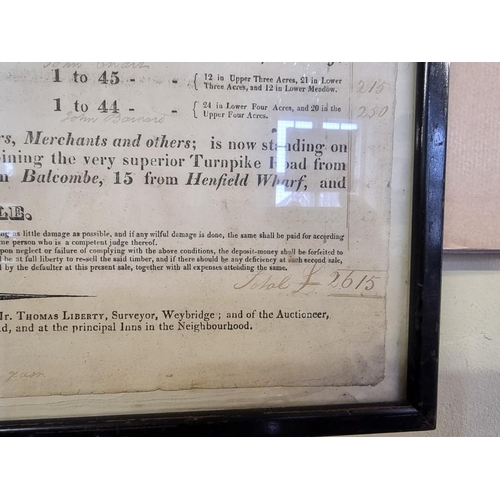 1 to 45 - - { 12 in Upper Three Acres, 21 in Lower
Three Acres, and 12 in Lower Meadow. 215
1 to 44 - - { 24 in Lower Four Acres, and 20 in the
Upper Four Acres. 250
John Barnard
rs, Merchants and others; is now standing on
oining the very superior Turnpike Road from
m Balcombe, 15 from Henfield Wharf, and
LE.
ng as little damage as possible, and if any wilful damage is done, the same shall be paid for according
me person who is a competent judge thereof.
upon neglect or failure of complying with the above conditions, the deposit-money shall be forfeited to
l be at full liberty to re-sell the said timber, and if there should be any deficiency at such second sale,
d by the defaulter at this present sale, together with all expenses attending the same.
Total £ 2615
Mr. THOMAS LIBERTY, Surveyor, Weybridge; and of the Auctioneer,
d, and at the principal Inns in the Neighbourhood.